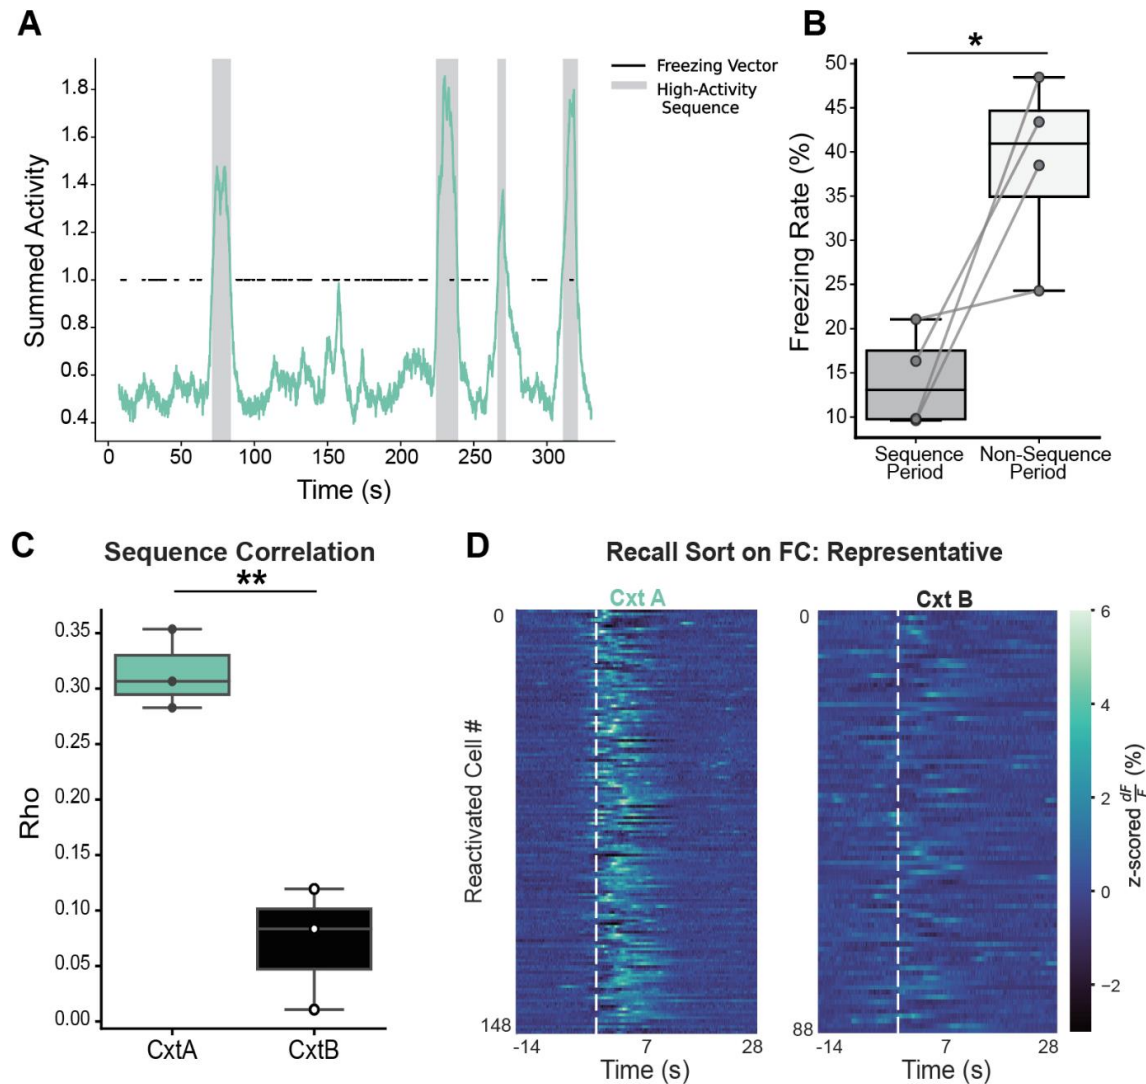 A
Summed Activity
1.8
1.6
1.4
1.2
1.0
0.8
0.6
0.4
0
50
100
150
200
250
300
Time (s)
Freezing Vector
High-Activity
Sequence
B
*
Freezing Rate (%)
50
45
40
35
30
25
20
15
10
Sequence
Period
Non-Sequence
Period
C
Sequence Correlation
**
Rho
0.35
0.30
0.25
0.20
0.15
0.10
0.05
0.00
CxtA
CxtB
D
Recall Sort on FC: Representative
Cxt A
Reactivated Cell #
0
148
-14
7
28
Time (s)
Cxt B
0
88
-14
7
28
Time (s)
6
4
2
0
−2
z-scored dF/F (%)